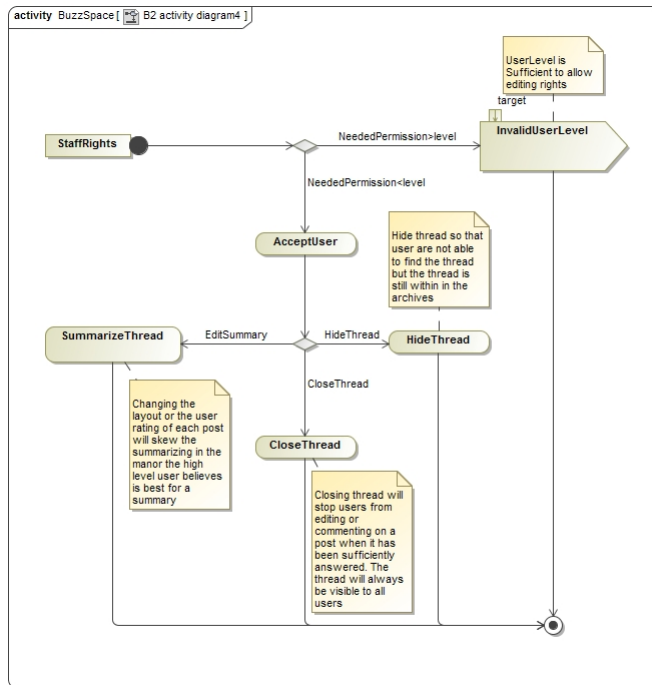 activity BuzzSpace [ B2 activity diagram4 ]
UserLevel is
Sufficient to allow
editing rights
target
StaffRights
NeededPermission>level
InvalidUserLevel
NeededPermission<level
AcceptUser
Hide thread so that
user are not able
to find the thread
but the thread is
still within in the
archives
SummarizeThread
EditSummary
HideThread
HideThread
CloseThread
Changing the
layout or the user
rating of each post
will skew the
summarizing in the
manor the high
level user believes
is best for a
summary
CloseThread
Closing thread will
stop users from
editing or
commenting on a
post when it has
been sufficiently
answered. The
thread will always
be visible to all
users